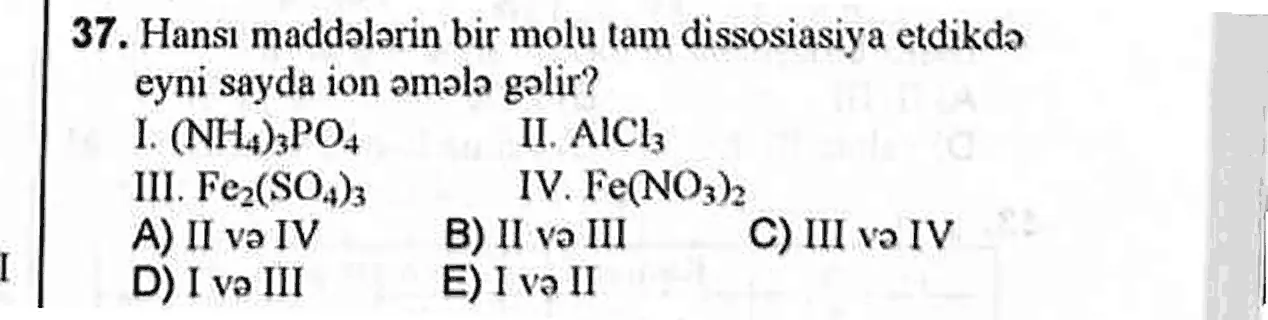 37. Hansı maddələrin bir molu tam dissosiasiya etdikdə
eyni sayda ion əmələ gəlir?
I. (NH₄)₃PO₄ II. AlCl₃
III. Fe₂(SO₄)₃ IV. Fe(NO₃)₂
A) II və IV B) II və III C) III və IV
D) I və III E) I və II
I